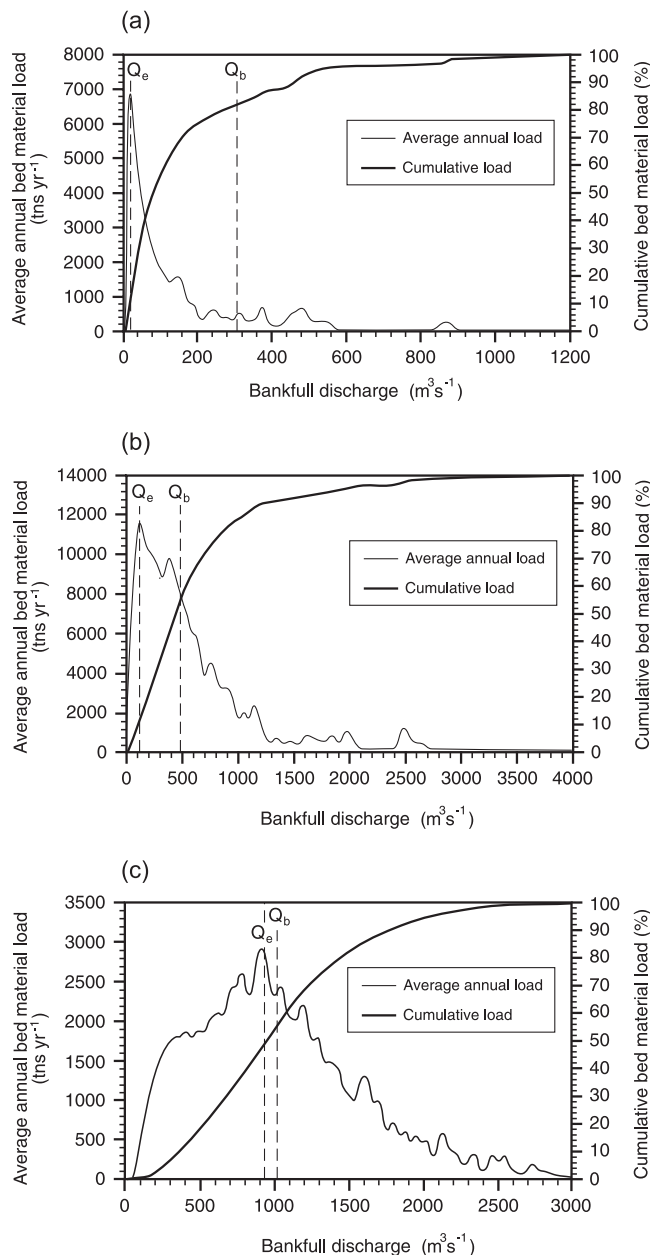 (a)
Q_e Q_b
8000
7000
6000
5000
4000
3000
2000
1000
0
100
90
80
70
60
50
40
30
20
10
0
0 200 400 600 800 1000 1200
Average annual bed material load
(tns yr⁻¹)
Cumulative bed material load (%)
Average annual load
Cumulative load
Bankfull discharge (m³s⁻¹)
(b)
Q_e Q_b
14000
12000
10000
8000
6000
4000
2000
0
100
90
80
70
60
50
40
30
20
10
0
0 500 1000 1500 2000 2500 3000 3500 4000
Average annual bed material load
(tns yr⁻¹)
Cumulative bed material load (%)
Average annual load
Cumulative load
Bankfull discharge (m³s⁻¹)
(c)
Q_e Q_b
3500
3000
2500
2000
1500
1000
500
0
100
90
80
70
60
50
40
30
20
10
0
0 500 1000 1500 2000 2500 3000
Average annual bed material load
(tns yr⁻¹)
Cumulative bed material load (%)
Average annual load
Cumulative load
Bankfull discharge (m³s⁻¹)